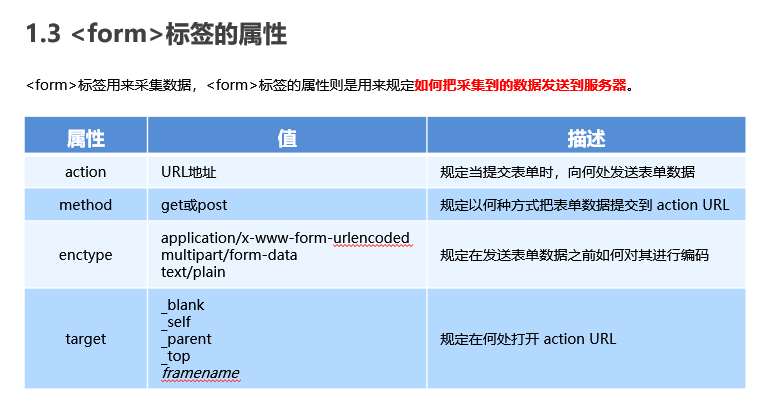 1.3 <form>标签的属性
<form>标签用来采集数据，<form>标签的属性则是用来规定如何把采集到的数据发送到服务器。
属性 值 描述
action URL地址 规定当提交表单时，向何处发送表单数据
method get或post 规定以何种方式把表单数据提交到 action URL
enctype application/x-www-form-urlencoded
multipart/form-data
text/plain
规定在发送表单数据之前如何对其进行编码
target _blank
_self
_parent
_top
framename
规定在何处打开 action URL